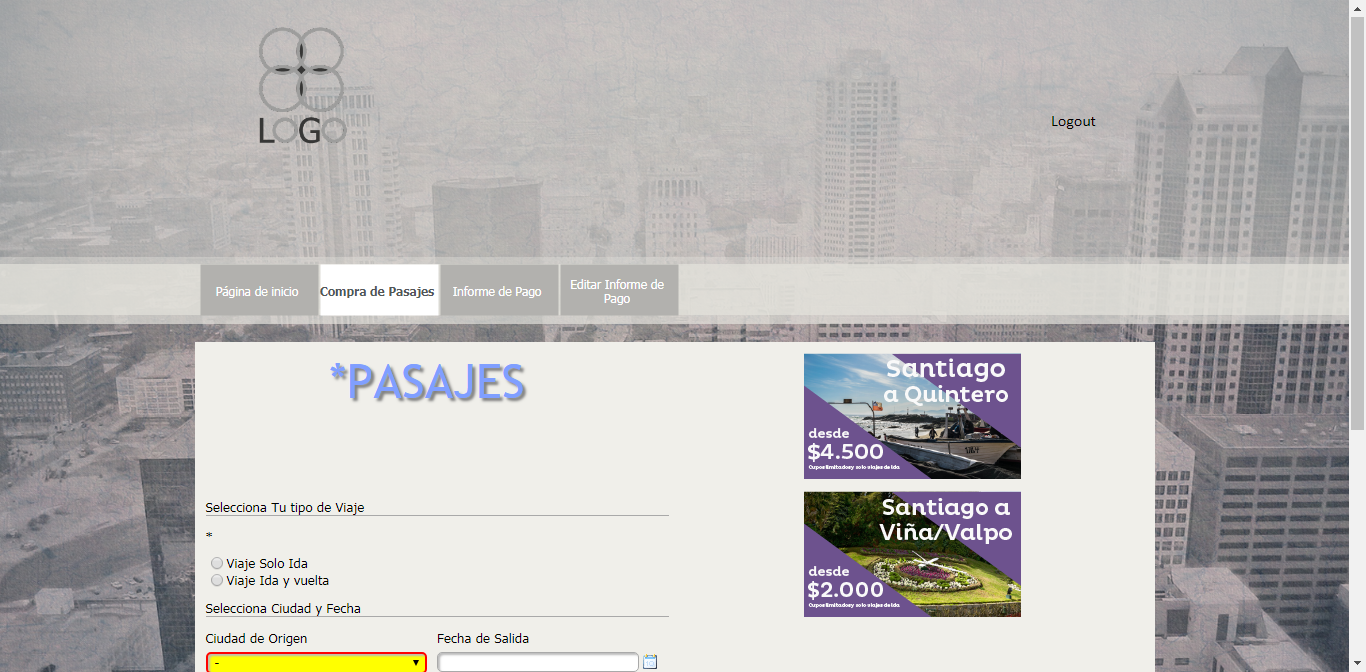 LOGO
Logout
Página de inicio
Compra de Pasajes
Informe de Pago
Editar Informe de
Pago
*PASAJES
Santiago
a Quintero
desde
$4.500
Cupos limitados y solo viajes de Ida
Santiago a
Viña/Valpo
desde
$2.000
Cupos limitados y solo viajes de Ida
Selecciona Tu tipo de Viaje
*
Viaje Solo Ida
Viaje Ida y vuelta
Selecciona Ciudad y Fecha
Ciudad de Origen
Fecha de Salida
-